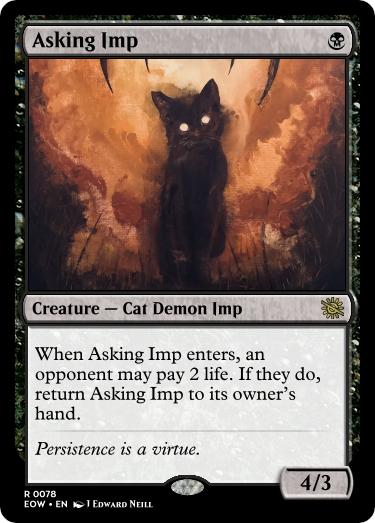 Asking Imp
Creature — Cat Demon Imp
When Asking Imp enters, an
opponent may pay 2 life. If they do,
return Asking Imp to its owner's
hand.
Persistence is a virtue.
4/3
R 0078
EOW • EN J Edward Neill